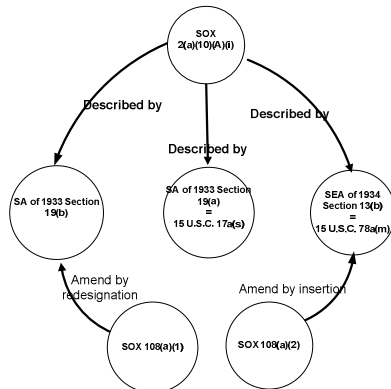 SOX
2(a)(10)(A)(i)
Described by
Described by
Described by
SA of 1933 Section
19(b)
SA of 1933 Section
19(a)
=
15 U.S.C. 17a(s)
SEA of 1934
Section 13(b)
=
15 U.S.C. 78a(m)
Amend by
redesignation
Amend by insertion
SOX 108(a)(1)
SOX 108(a)(2)